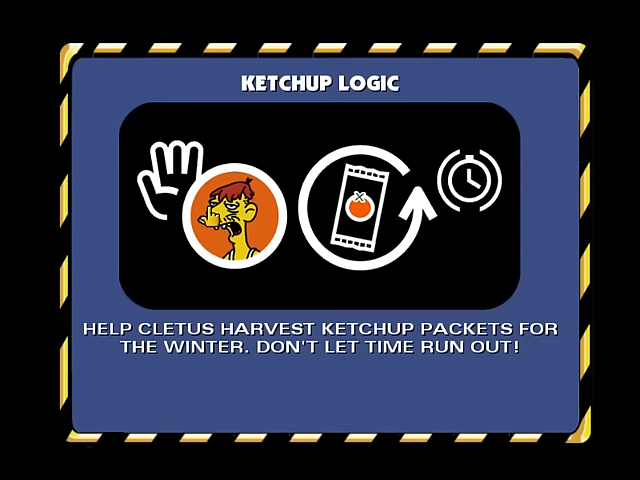 KETCHUP LOGIC
HELP CLETUS HARVEST KETCHUP PACKETS FOR
THE WINTER. DON'T LET TIME RUN OUT!